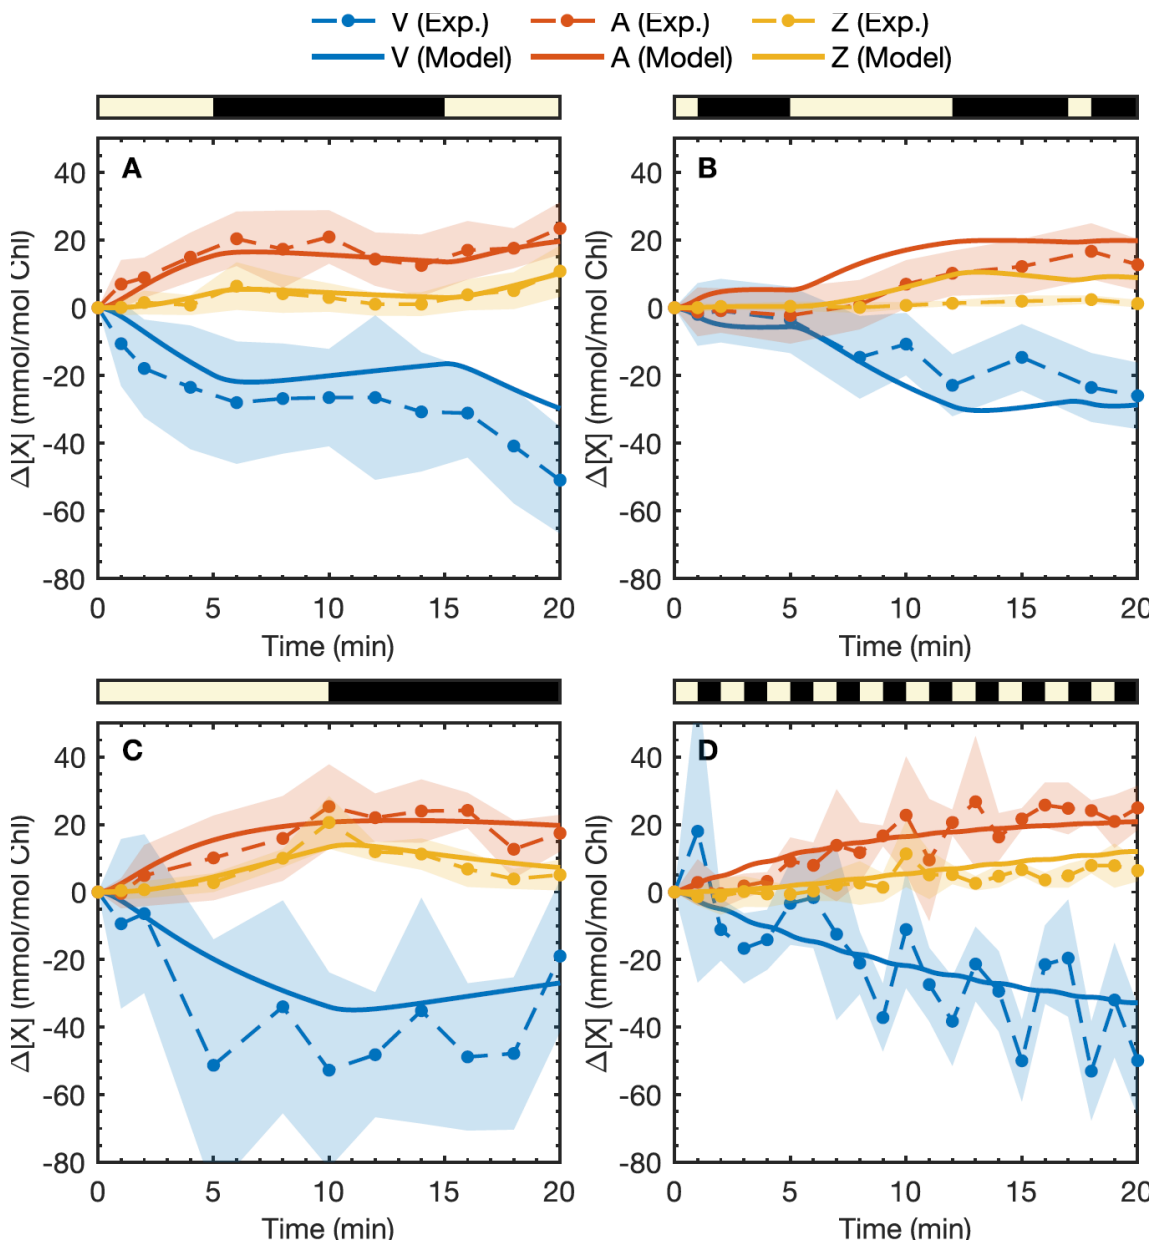 V (Exp.) A (Exp.) Z (Exp.)
V (Model) A (Model) Z (Model)
A
40
20
0
-20
-40
-60
-80
Δ[X] (mmol/mol Chl)
0 5 10 15 20
Time (min)
B
40
20
0
-20
-40
-60
-80
Δ[X] (mmol/mol Chl)
0 5 10 15 20
Time (min)
C
40
20
0
-20
-40
-60
-80
Δ[X] (mmol/mol Chl)
0 5 10 15 20
Time (min)
D
40
20
0
-20
-40
-60
-80
Δ[X] (mmol/mol Chl)
0 5 10 15 20
Time (min)